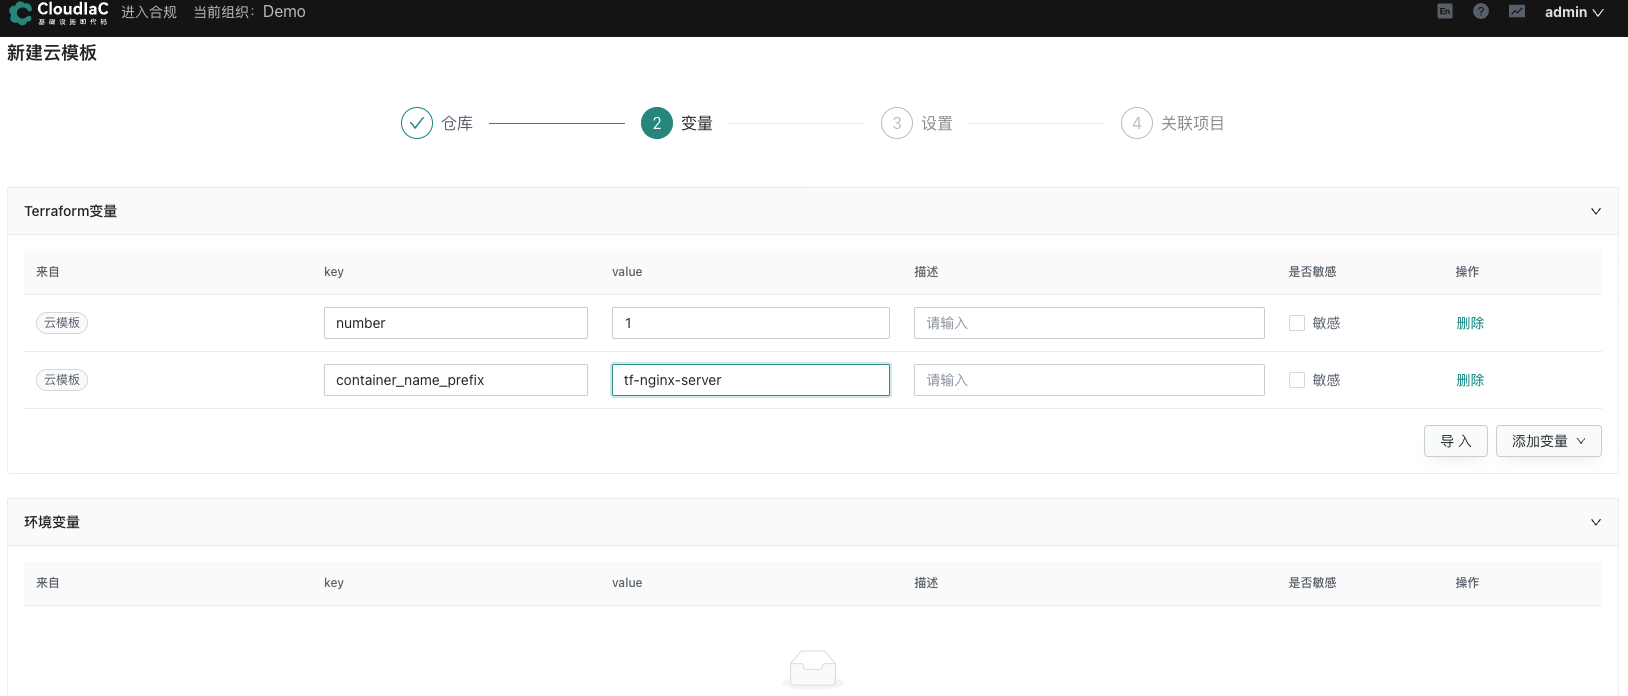 CloudIaC
基础设施即代码
进入合规 当前组织: Demo
En
?
admin
新建云模板
仓库
2 变量
3 设置
4 关联项目
Terraform变量
来自 key value 描述 是否敏感 操作
云模板 number 1 请输入 敏感 删除
云模板 container_name_prefix tf-nginx-server 请输入 敏感 删除
导 入 添加变量
环境变量
来自 key value 描述 是否敏感 操作